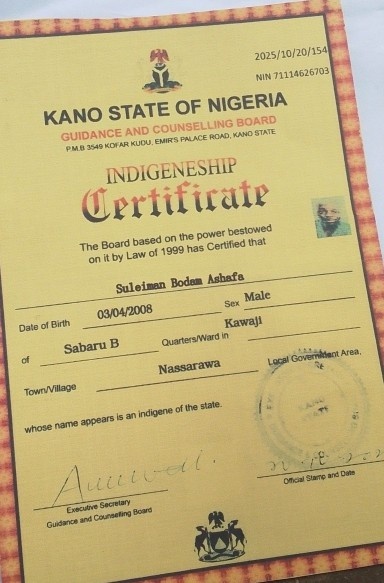 2025/10/20/154
NIN 71114626703
KANO STATE OF NIGERIA
GUIDANCE AND COUNSELLING BOARD
P.M.B 3549 KOFAR KUDU, EMIR'S PALACE ROAD, KANO STATE
INDIGENESHIP
Certificate
The Board based on the power bestowed
on it by Law of 1999 has Certified that
Suleiman Bodam Ashafa
Date of Birth 03/04/2008 Sex Male
of Sabaru B Quarters/Ward in Kawaji
Town/Village Nassarawa Local Government Area,
whose name appears is an indigene of the state.
Executive Secretary
Guidance and Counselling Board
Official Stamp and Date